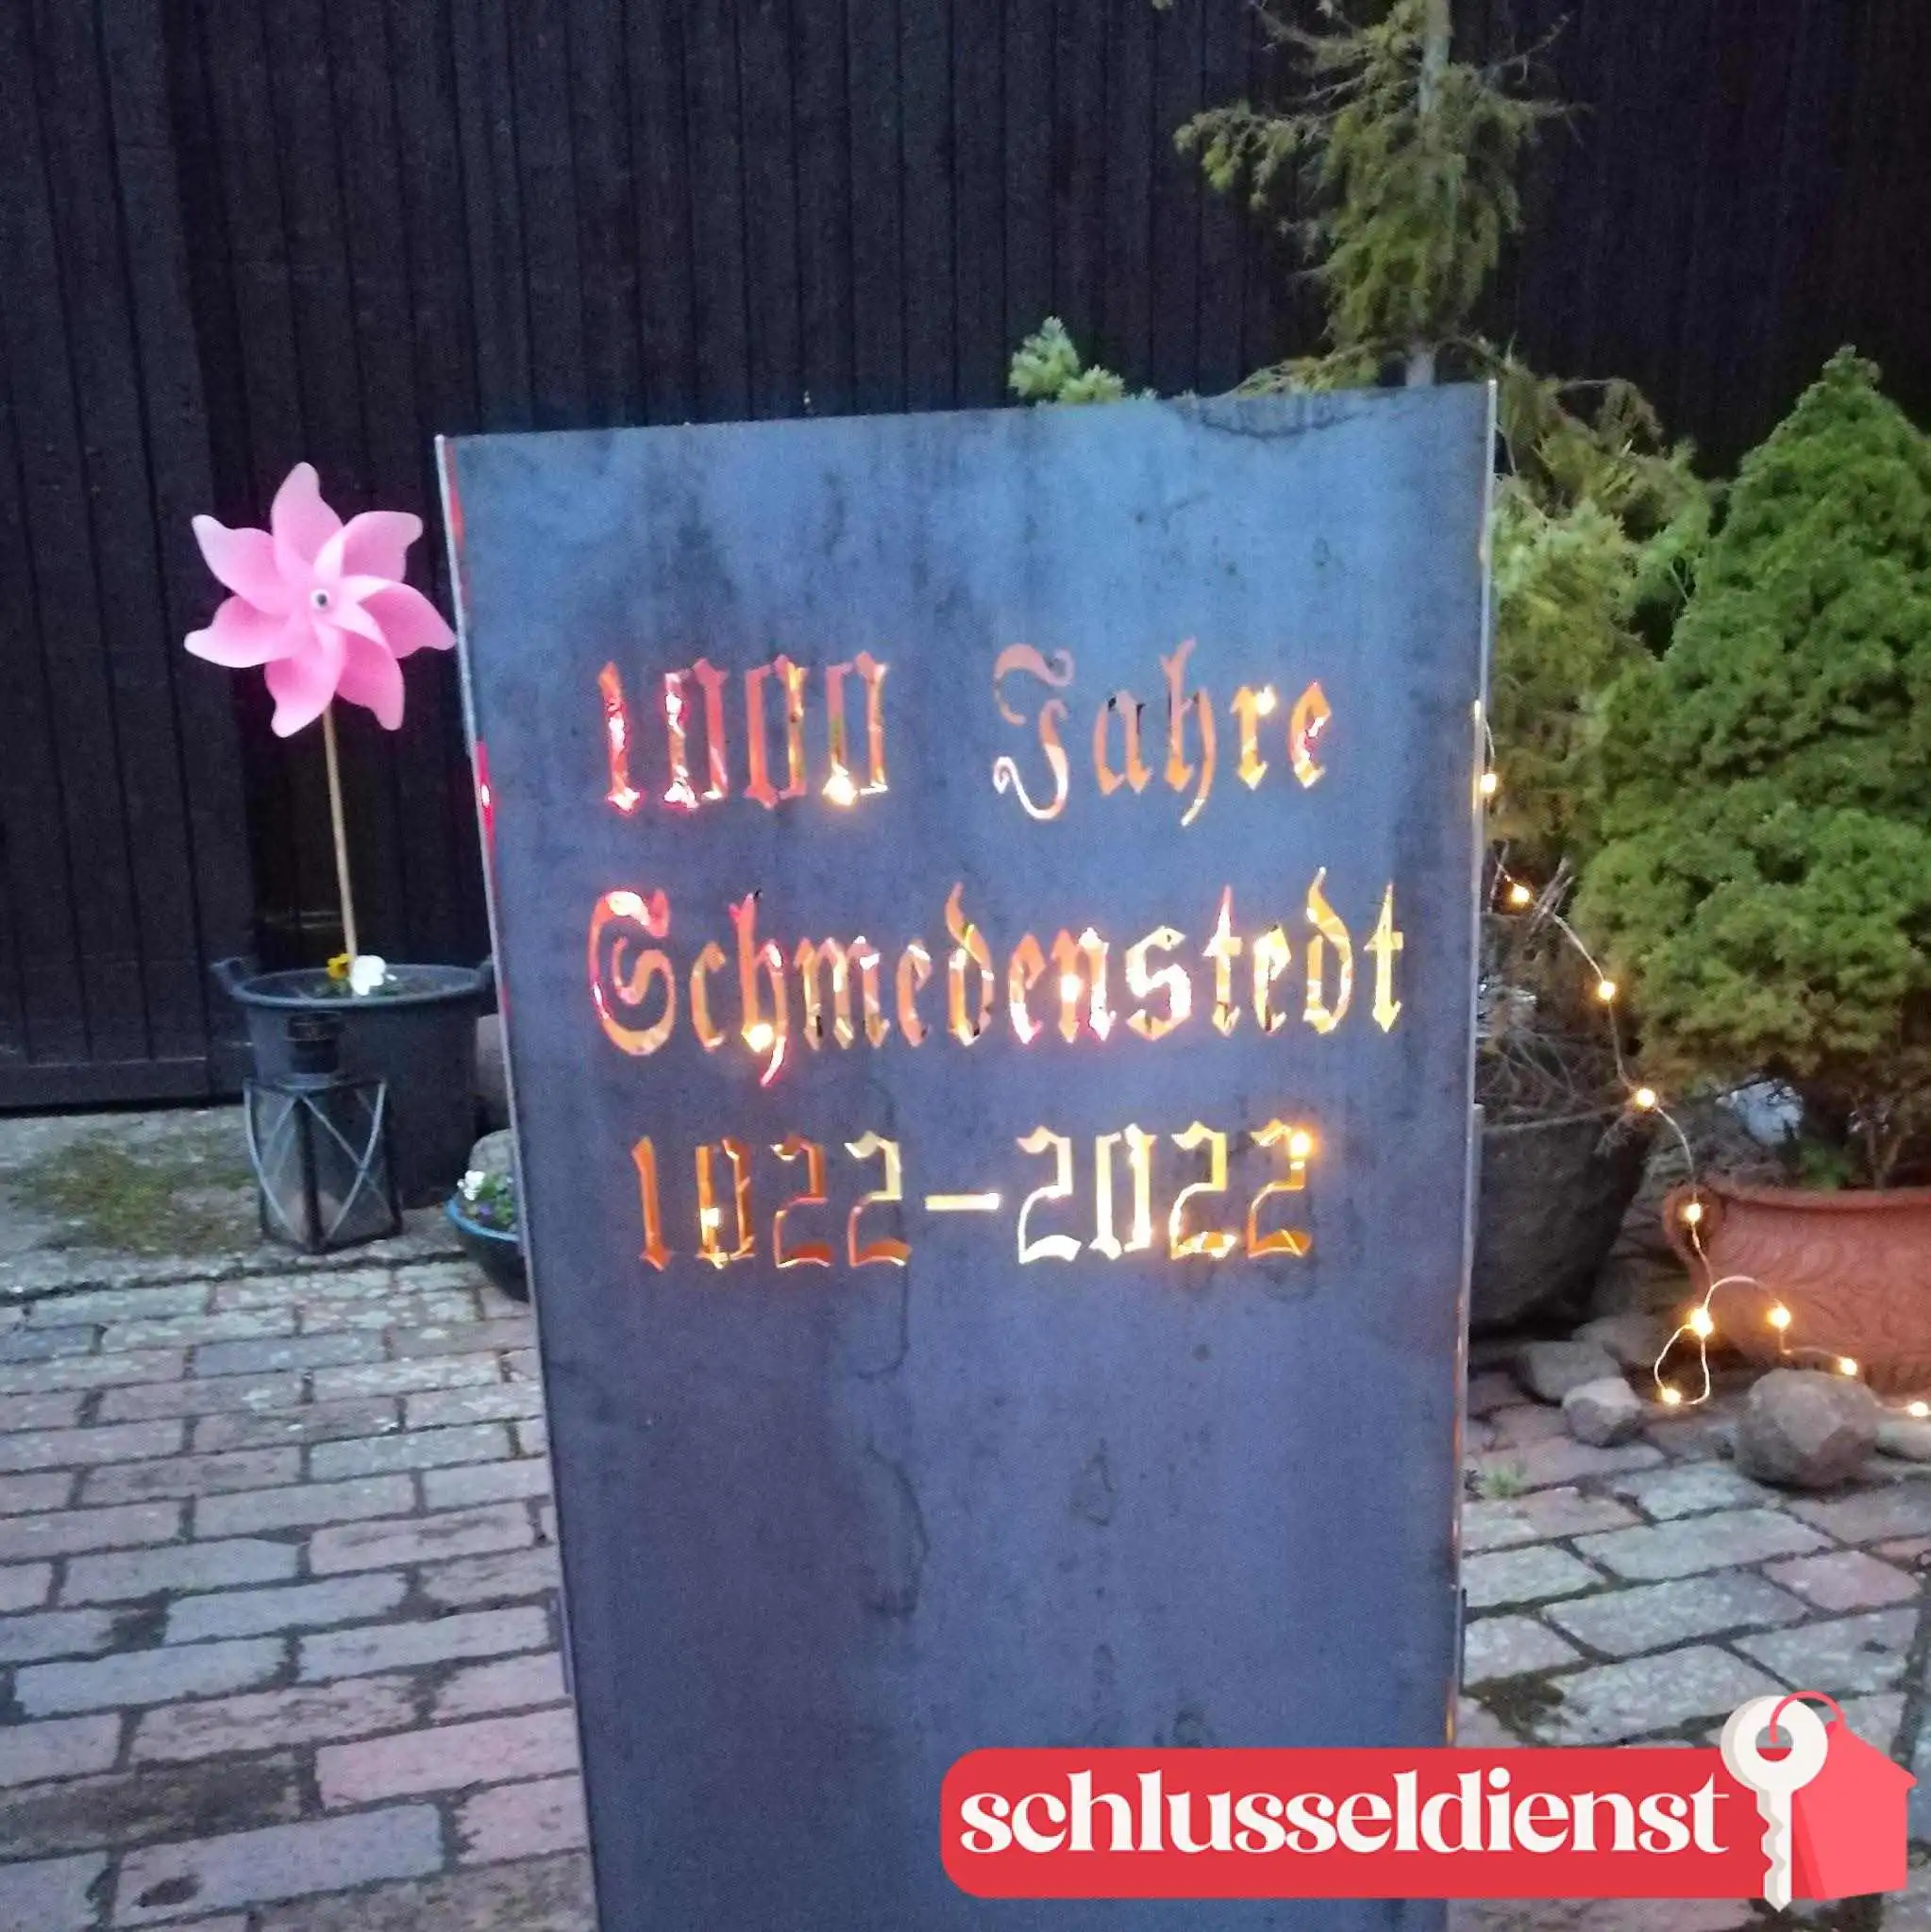 1000 Jahre
Schmedenstedt
1022-2022
schlusseldienst